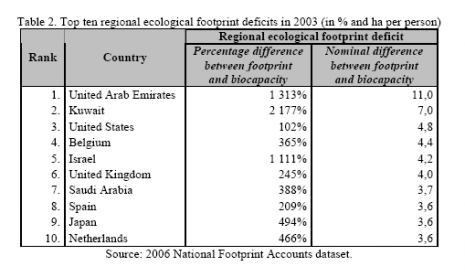 Table 2. Top ten regional ecological footprint deficits in 2003 (in % and ha per person)
Regional ecological footprint deficit
Rank Country Percentage difference between footprint and biocapacity Nominal difference between footprint and biocapacity
1. United Arab Emirates 1 313% 11,0
2. Kuwait 2 177% 7,0
3. United States 102% 4,8
4. Belgium 365% 4,4
5. Israel 1 111% 4,2
6. United Kingdom 245% 4,0
7. Saudi Arabia 388% 3,7
8. Spain 209% 3,6
9. Japan 494% 3,6
10. Netherlands 466% 3,6
Source: 2006 National Footprint Accounts dataset.